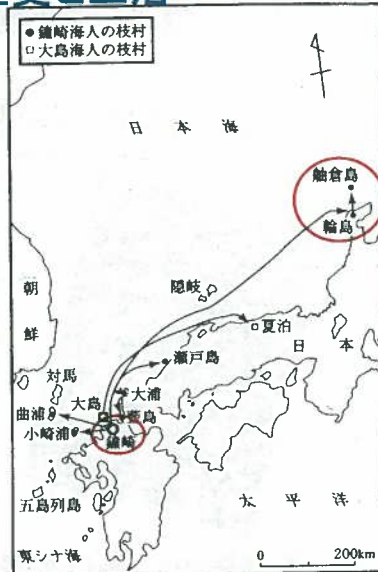 ● 鐘崎海人の枝村
□ 大島海人の枝村
日本海
舳倉島
輪島
隠岐
朝鮮
夏泊
瀬戸島
日本
対馬
大島
大浦
曲浦
藍島
小崎浦
鐘崎
五島列島
太平洋
東シナ海
0 200km